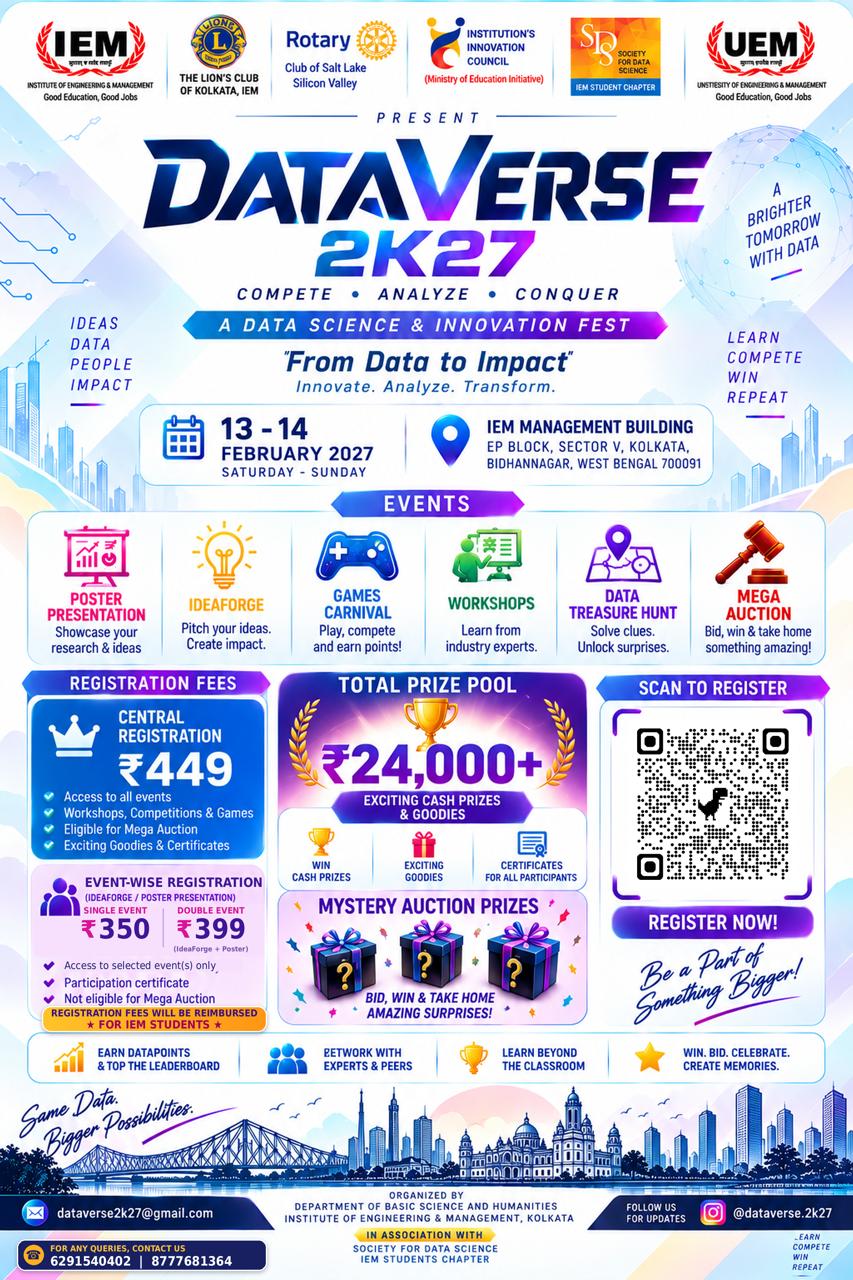 IEM
INSTITUTE OF ENGINEERING & MANAGEMENT
Good Education, Good Jobs
LIONS
L
INTERNATIONAL
THE LION'S CLUB
OF KOLKATA, IEM
Rotary
Club of Salt Lake
Silicon Valley
INSTITUTION'S
INNOVATION
COUNCIL
(Ministry of Education Initiative)
SDS
SOCIETY
FOR DATA
SCIENCE
IEM STUDENT CHAPTER
UEM
Good Education, Good Jobs
PRESENT
DATAVERSE
2K27
COMPETE • ANALYZE • CONQUER
A DATA SCIENCE & INNOVATION FEST
"From Data to Impact"
Innovate. Analyze. Transform.
A
BRIGHTER
TOMORROW
WITH DATA
IDEAS
DATA
PEOPLE
IMPACT
LEARN
COMPETE
WIN
REPEAT
13 - 14
FEBRUARY 2027
SATURDAY - SUNDAY
IEM MANAGEMENT BUILDING
EP BLOCK, SECTOR V, KOLKATA,
BIDHANNAGAR, WEST BENGAL 700091
EVENTS
POSTER
PRESENTATION
Showcase your
research & ideas
IDEAFORGE
Pitch your ideas.
Create impact.
GAMES
CARNIVAL
Play, compete
and earn points!
WORKSHOPS
Learn from
industry experts.
DATA
TREASURE HUNT
Solve clues.
Unlock surprises.
MEGA
AUCTION
Bid, win & take home
something amazing!
REGISTRATION FEES
CENTRAL
REGISTRATION
₹449
Access to all events
Workshops, Competitions & Games
Eligible for Mega Auction
Exciting Goodies & Certificates
EVENT-WISE REGISTRATION
(IDEAFORGE / POSTER PRESENTATION)
SINGLE EVENT
₹350
DOUBLE EVENT
₹399
(IdeaForge + Poster)
Access to selected event(s) only
Participation certificate
Not eligible for Mega Auction
REGISTRATION FEES WILL BE REIMBURSED
★ FOR IEM STUDENTS ★
TOTAL PRIZE POOL
₹24,000+
EXCITING CASH PRIZES
& GOODIES
WIN
CASH PRIZES
EXCITING
GOODIES
CERTIFICATES
FOR ALL PARTICIPANTS
MYSTERY AUCTION PRIZES
? ? ?
BID, WIN & TAKE HOME
AMAZING SURPRISES!
SCAN TO REGISTER
REGISTER NOW!
Be a Part of
Something Bigger!
EARN DATAPOINTS
& TOP THE LEADERBOARD
EETWORK WITH
EXPERTS & PEERS
LEARN BEYOND
THE CLASSROOM
WIN. BID. CELEBRATE.
CREATE MEMORIES.
Same Data.
Bigger Possibilities.
dataverse2k27@gmail.com
FOR ANY QUERIES, CONTACT US
6291540402 | 8777681364
ORGANIZED BY
DEPARTMENT OF BASIC SCIENCE AND HUMANITIES
INSTITUTE OF ENGINEERING & MANAGEMENT, KOLKATA
IN ASSOCIATION WITH
SOCIETY FOR DATA SCIENCE
IEM STUDENTS CHAPTER
FOLLOW US
FOR UPDATES
@dataverse.2k27
LEARN
COMPETE
WIN
REPEAT